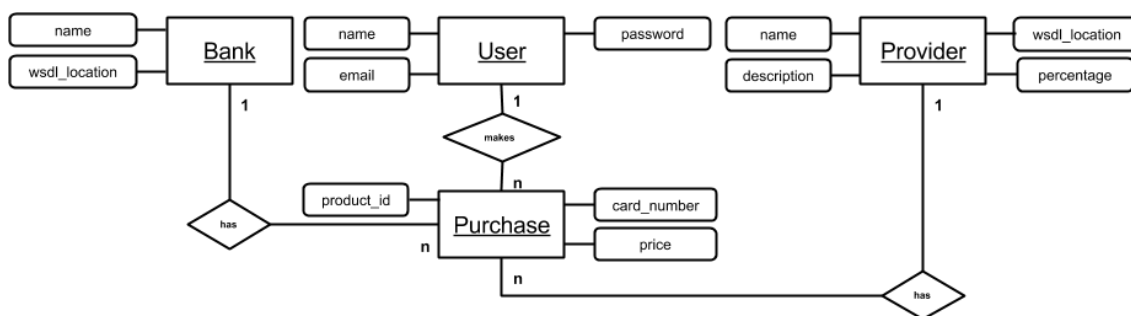 name
wsdl_location
Bank
1
has
n
name
email
User
password
1
makes
n
product_id
Purchase
card_number
price
n
name
description
Provider
wsdl_location
percentage
1
has